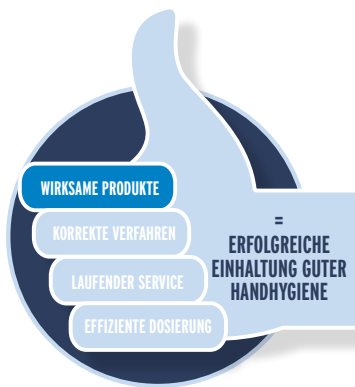 WIRKSAME PRODUKTE
KORREKTE VERFAHREN
LAUFENDER SERVICE
EFFIZIENTE DOSIERUNG
=
ERFOLGREICHE
EINHALTUNG GUTER
HANDHYGIENE